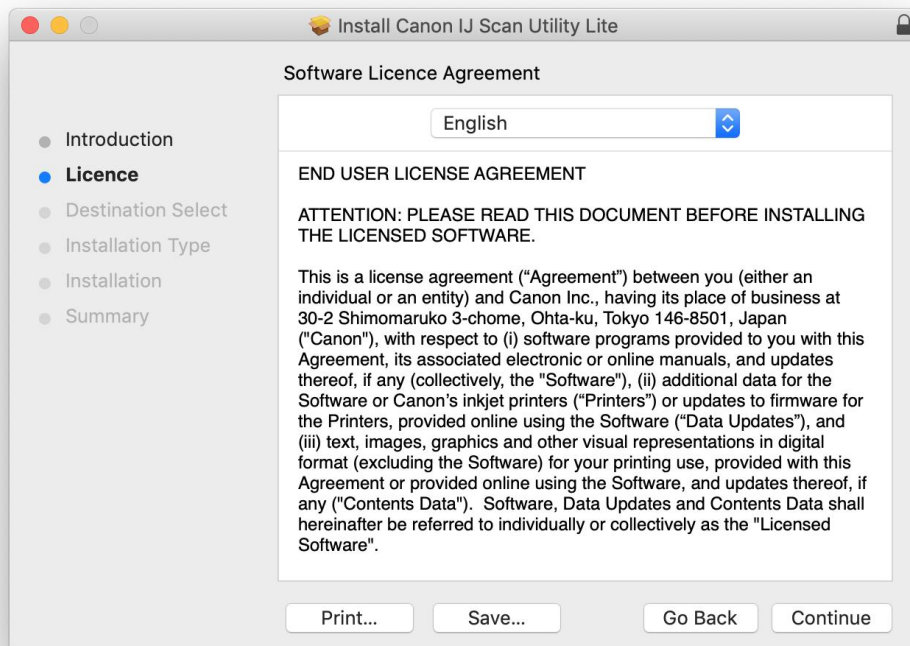 Install Canon IJ Scan Utility Lite
Software Licence Agreement
Introduction
Licence
Destination Select
Installation Type
Installation
Summary
English
END USER LICENSE AGREEMENT
ATTENTION: PLEASE READ THIS DOCUMENT BEFORE INSTALLING
THE LICENSED SOFTWARE.
This is a license agreement (“Agreement”) between you (either an
individual or an entity) and Canon Inc., having its place of business at
30-2 Shimomaruko 3-chome, Ohta-ku, Tokyo 146-8501, Japan
("Canon"), with respect to (i) software programs provided to you with this
Agreement, its associated electronic or online manuals, and updates
thereof, if any (collectively, the "Software"), (ii) additional data for the
Software or Canon’s inkjet printers (“Printers”) or updates to firmware for
the Printers, provided online using the Software (“Data Updates”), and
(iii) text, images, graphics and other visual representations in digital
format (excluding the Software) for your printing use, provided with this
Agreement or provided online using the Software, and updates thereof, if
any ("Contents Data").  Software, Data Updates and Contents Data shall
hereinafter be referred to individually or collectively as the "Licensed
Software".
Print...
Save...
Go Back
Continue